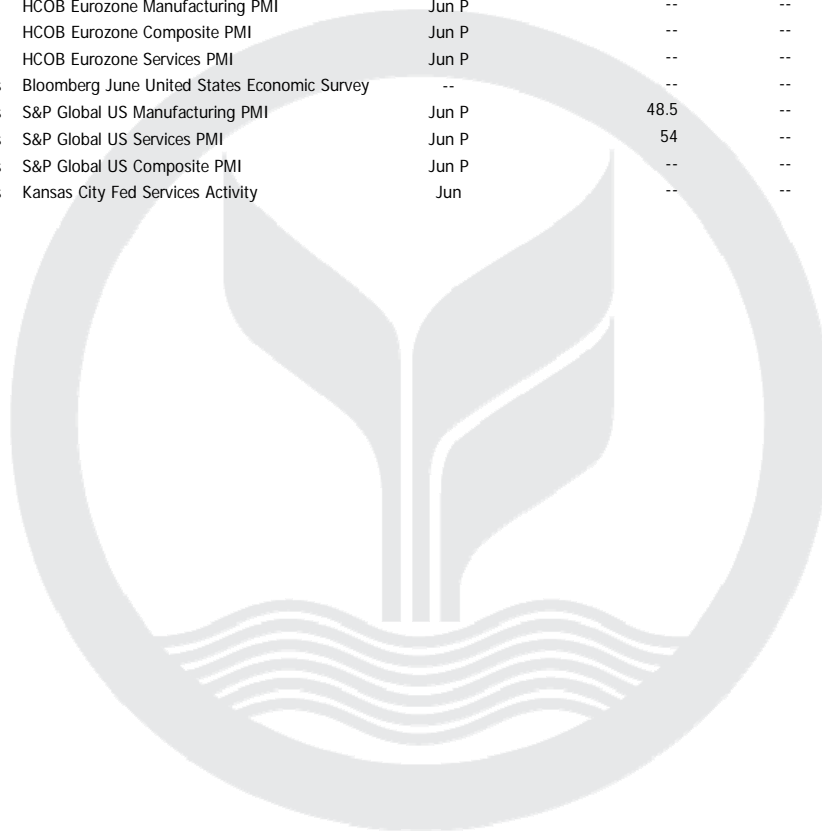 HCOB Eurozone Manufacturing PMI Jun P -- --
HCOB Eurozone Composite PMI Jun P -- --
HCOB Eurozone Services PMI Jun P -- --
s Bloomberg June United States Economic Survey -- -- --
s S&P Global US Manufacturing PMI Jun P 48.5 --
s S&P Global US Services PMI Jun P 54 --
s S&P Global US Composite PMI Jun P -- --
s Kansas City Fed Services Activity Jun -- --